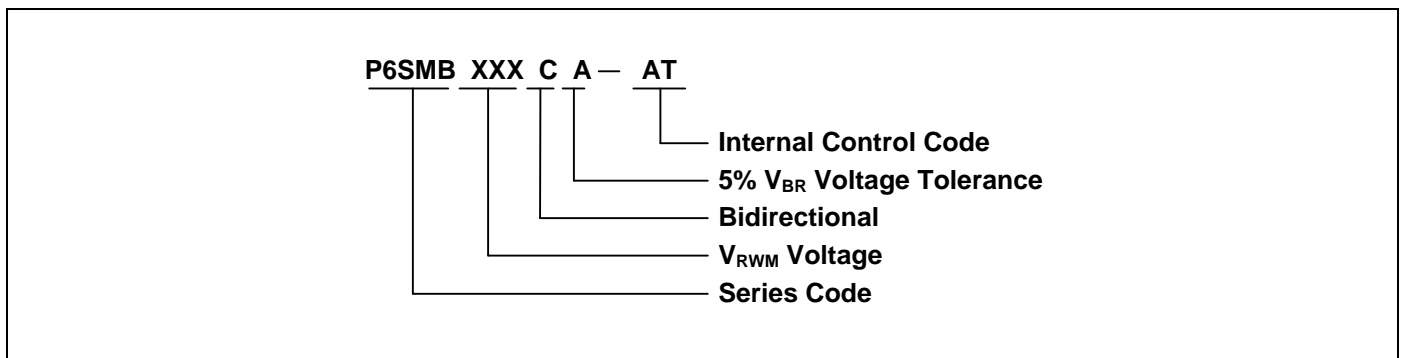 P6SMB XXX C A — AT
Internal Control Code
5% VBR Voltage Tolerance
Bidirectional
VRWM Voltage
Series Code